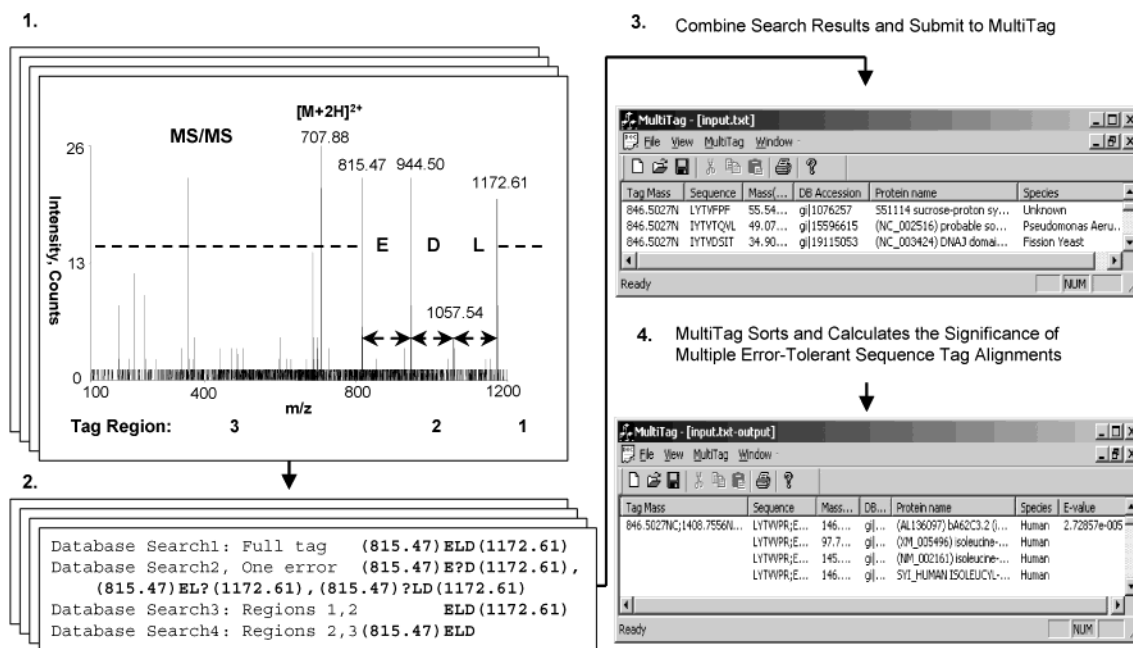 1.
[M+2H]2+
MS/MS
707.88
26
815.47 944.50
1172.61
Intensity, Counts
E D L
13
1057.54
0
100 400 800 1200
m/z
Tag Region: 3 2 1
2.
Database Search1: Full tag (815.47)ELD(1172.61)
Database Search2, One error (815.47)E?D(1172.61),
(815.47)EL?(1172.61),(815.47)?LD(1172.61)
Database Search3: Regions 1,2 ELD(1172.61)
Database Search4: Regions 2,3(815.47)ELD
3. Combine Search Results and Submit to MultiTag
MultiTag - [input.txt]
File View MultiTag Window
Tag Mass Sequence Mass(... DB Accession Protein name Species
846.5027N LYTVFPF 55.54... gi|1076257 S51114 sucrose-proton sy... Unknown
846.5027N IYTVTQVL 49.07... gi|15596615 (NC_002516) probable so... Pseudomonas Aeru..
846.5027N IYTVDSIT 34.90... gi|19115053 (NC_003424) DNAJ domai... Fission Yeast
Ready NUM
4. MultiTag Sorts and Calculates the Significance of
Multiple Error-Tolerant Sequence Tag Alignments
MultiTag - [input.txt-output]
File View MultiTag Window
Tag Mass Sequence Mass... DB... Protein name Species E-value
846.5027NC;1408.7556N... LYTVVPR;E... 146.... gi|... (AL136097) bA62C3.2 (i... Human 2.72857e-005
LYTVVPR;E... 97.7... gi|... (XM_005496) isoleucine-... Human
LYTVVPR;E... 145.... gi|... (NM_002161) isoleucine-... Human
LYTVVPR;E... 146.... gi|... SYI_HUMAN ISOLEUCYL-... Human
Ready NUM